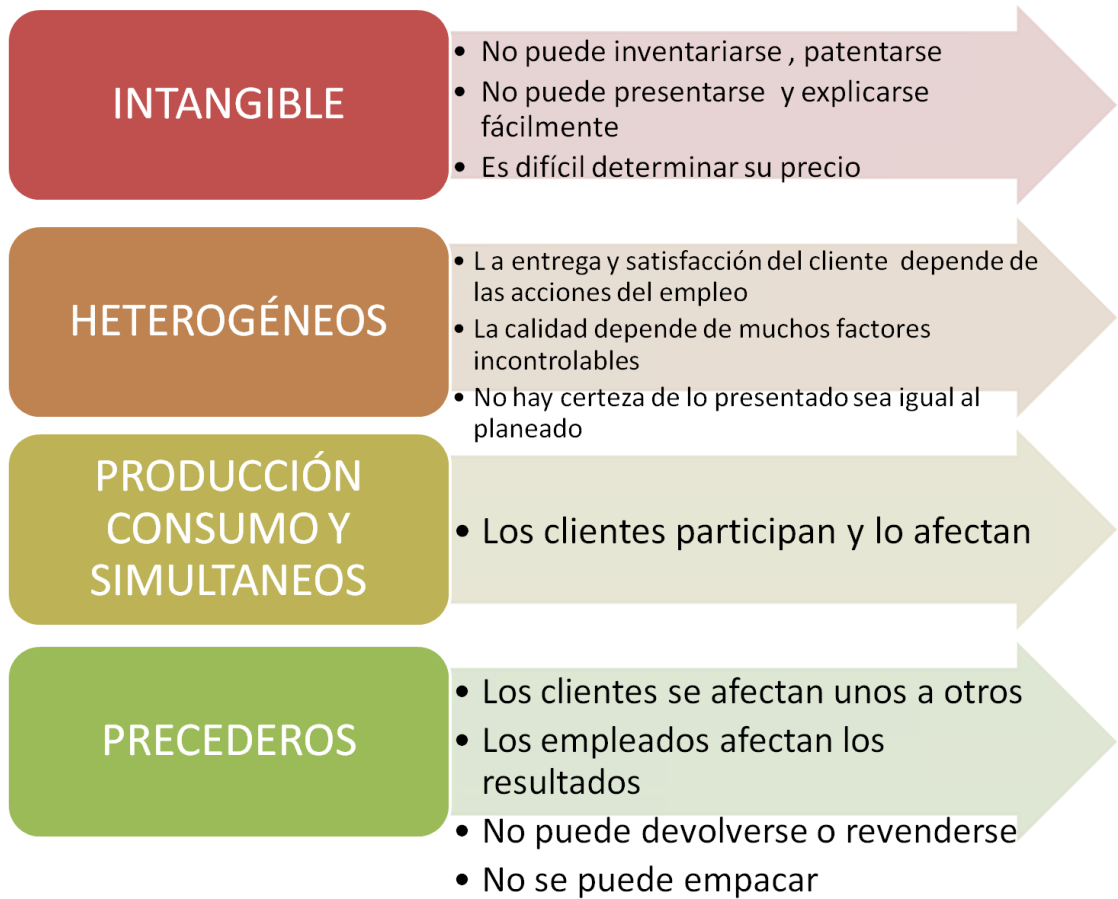 INTANGIBLE
• No puede inventariarse , patentarse
• No puede presentarse y explicarse
fácilmente
• Es difícil determinar su precio
HETEROGÉNEOS
• L a entrega y satisfacción del cliente depende de
las acciones del empleo
• La calidad depende de muchos factores
incontrolables
• No hay certeza de lo presentado sea igual al
planeado
PRODUCCIÓN
CONSUMO Y
SIMULTANEOS
• Los clientes participan y lo afectan
PRECEDEROS
• Los clientes se afectan unos a otros
• Los empleados afectan los
resultados
• No puede devolverse o revenderse
• No se puede empacar